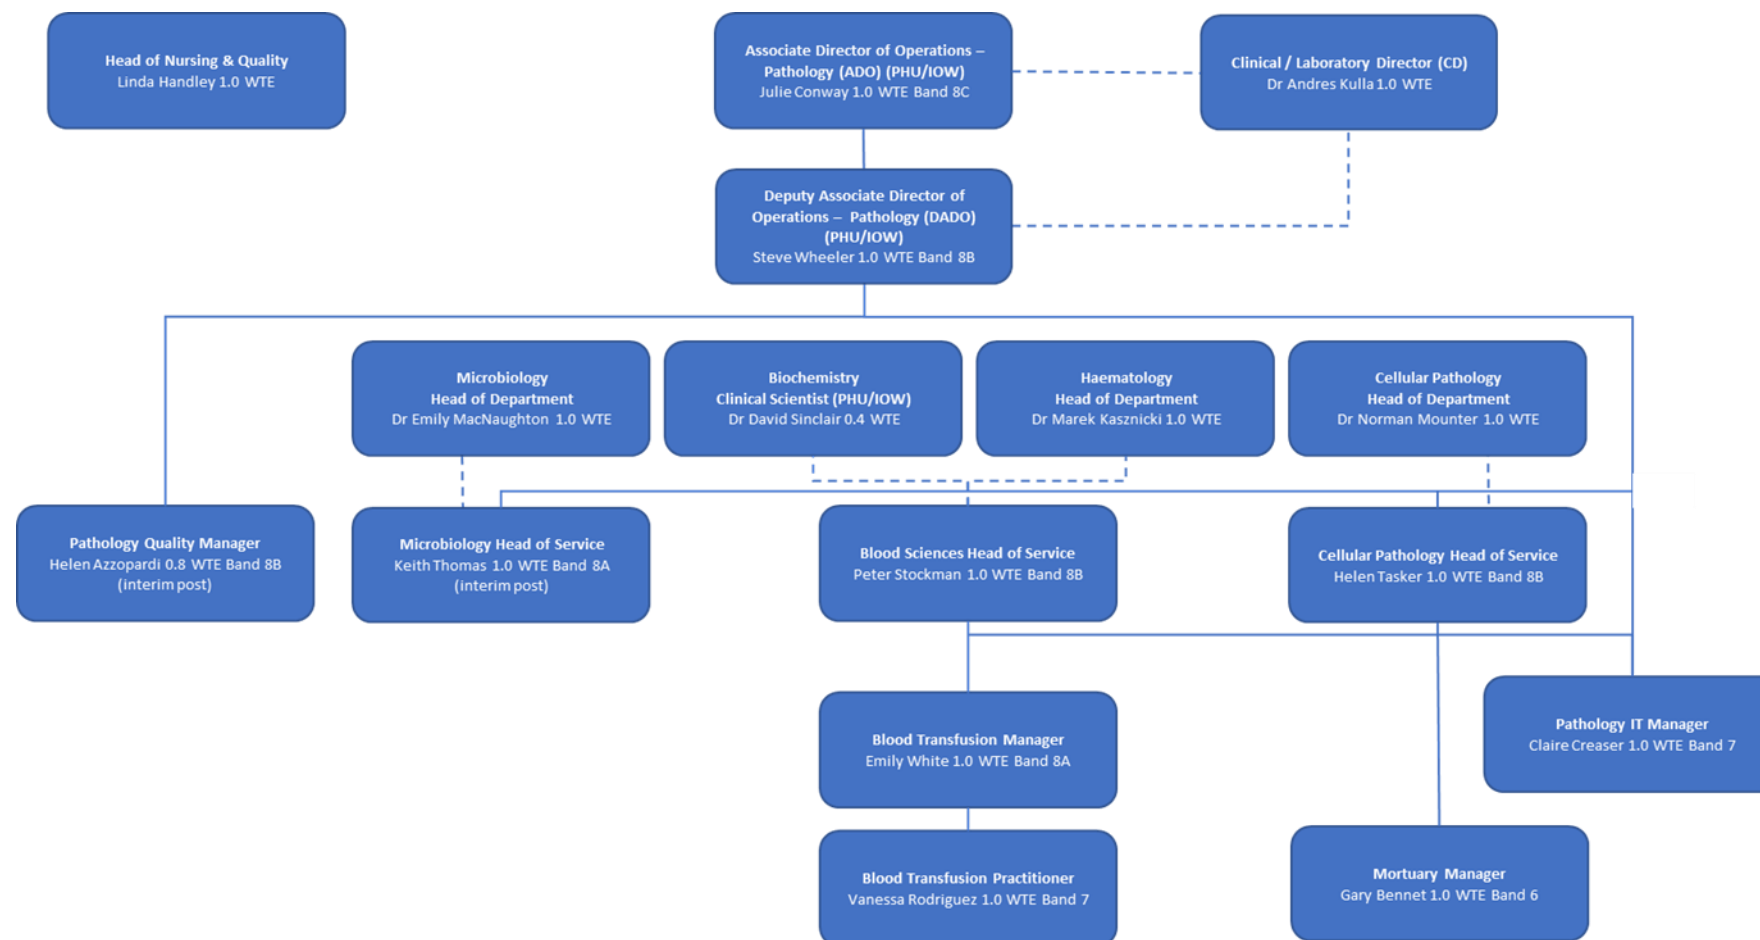 Head of Nursing & Quality
Linda Handley 1.0 WTE
Associate Director of Operations –
Pathology (ADO) (PHU/IOW)
Julie Conway 1.0 WTE Band 8C
Clinical / Laboratory Director (CD)
Dr Andres Kulla 1.0 WTE
Deputy Associate Director of
Operations – Pathology (DADO)
(PHU/IOW)
Steve Wheeler 1.0 WTE Band 8B
Microbiology
Head of Department
Dr Emily MacNaughton 1.0 WTE
Biochemistry
Clinical Scientist (PHU/IOW)
Dr David Sinclair 0.4 WTE
Haematology
Head of Department
Dr Marek Kasznicki 1.0 WTE
Cellular Pathology
Head of Department
Dr Norman Mounter 1.0 WTE
Pathology Quality Manager
Helen Azzopardi 0.8 WTE Band 8B
(interim post)
Microbiology Head of Service
Keith Thomas 1.0 WTE Band 8A
(interim post)
Blood Sciences Head of Service
Peter Stockman 1.0 WTE Band 8B
Cellular Pathology Head of Service
Helen Tasker 1.0 WTE Band 8B
Blood Transfusion Manager
Emily White 1.0 WTE Band 8A
Pathology IT Manager
Claire Creaser 1.0 WTE Band 7
Blood Transfusion Practitioner
Vanessa Rodriguez 1.0 WTE Band 7
Mortuary Manager
Gary Bennet 1.0 WTE Band 6